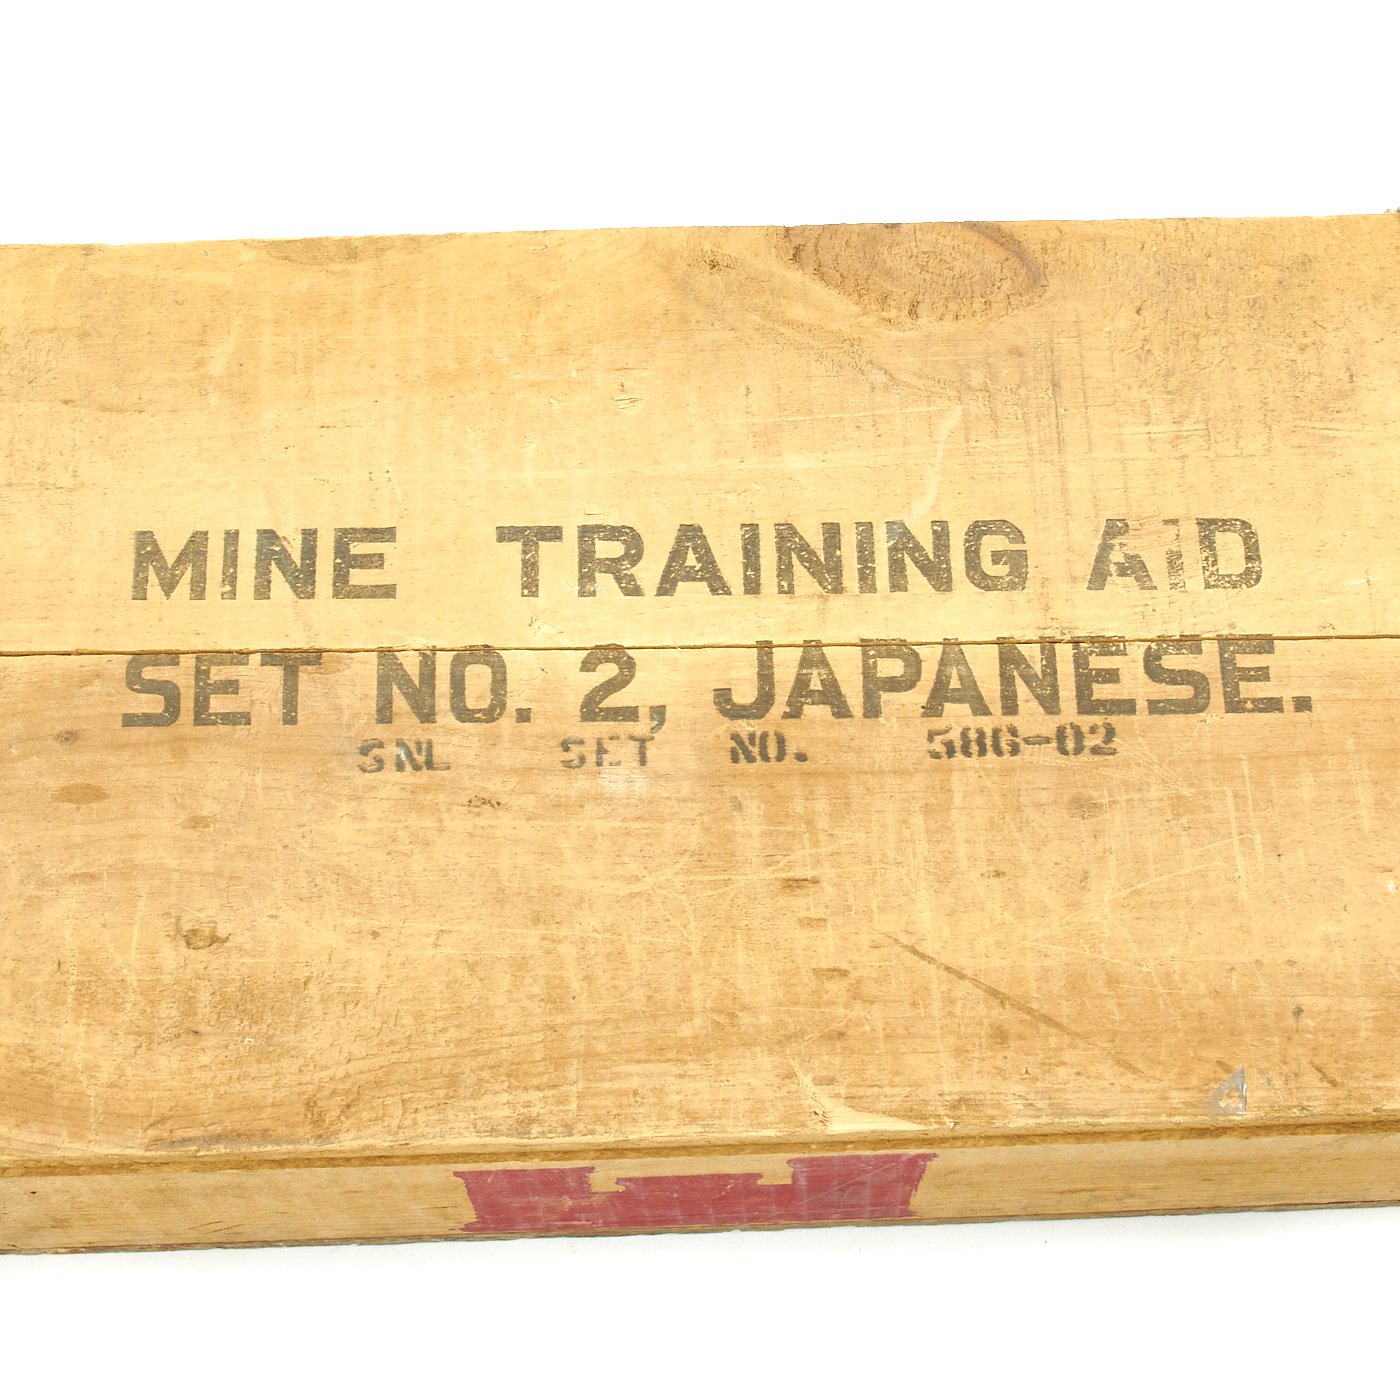 MINE TRAINING AID
SET NO. 2, JAPANESE.
SNL SET NO. 586-02